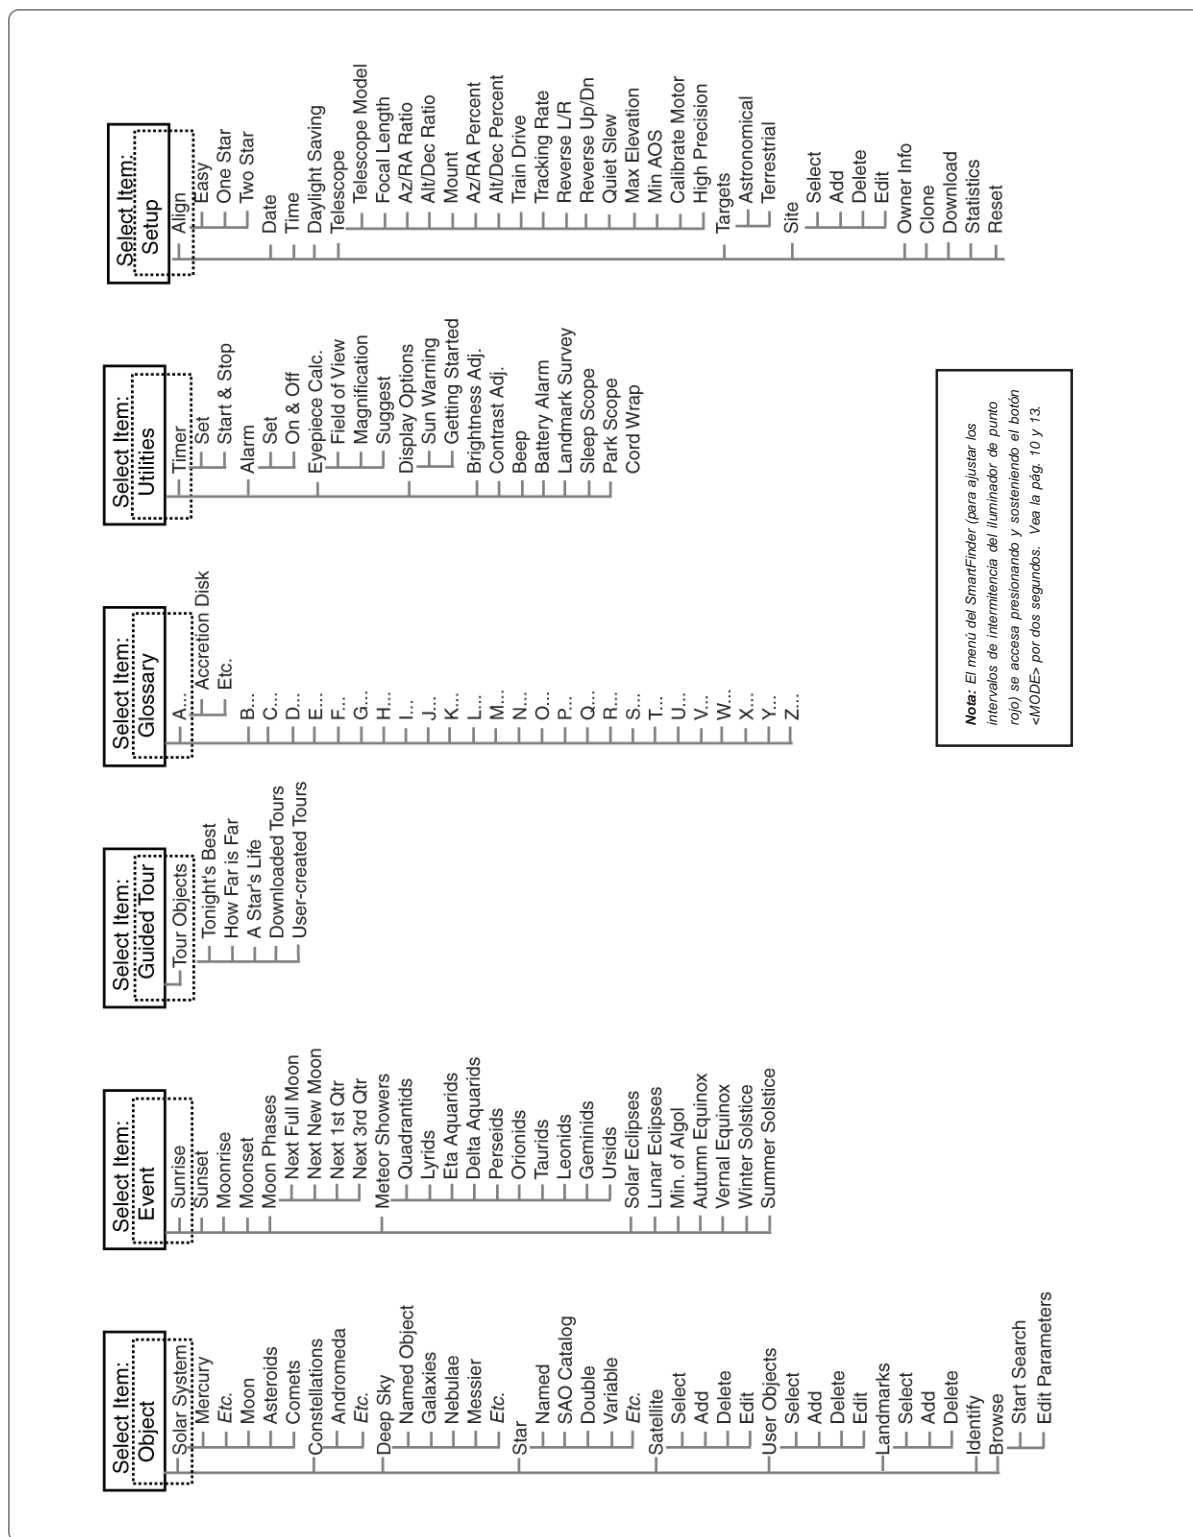 Select Item:
Object
Solar System
Mercury
Etc.
Moon
Asteroids
Comets
Constellations
Andromeda
Etc.
Deep Sky
Named Object
Galaxies
Nebulae
Messier
Etc.
Star
Named
SAO Catalog
Double
Variable
Etc.
Satellite
Select
Add
Delete
Edit
User Objects
Select
Add
Delete
Edit
Landmarks
Select
Add
Delete
Identify
Browse
Start Search
Edit Parameters
Select Item:
Event
Sunrise
Sunset
Moonrise
Moonset
Moon Phases
Next Full Moon
Next New Moon
Next 1st Qtr
Next 3rd Qtr
Meteor Showers
Quadrantids
Lyrids
Eta Aquarids
Delta Aquarids
Perseids
Orionids
Taurids
Leonids
Geminids
Ursids
Solar Eclipses
Lunar Eclipses
Min. of Algol
Autumn Equinox
Vernal Equinox
Winter Solstice
Summer Solstice
Select Item:
Guided Tour
Tour Objects
Tonight's Best
How Far is Far
A Star's Life
Downloaded Tours
User-created Tours
Select Item:
Glossary
A...
Accretion Disk
Etc.
B...
C...
D...
E...
F...
G...
H...
I...
J...
K...
L...
M...
N...
O...
P...
Q...
R...
S...
T...
U...
V...
W...
X...
Y...
Z...
Select Item:
Utilities
Timer
Set
Start & Stop
Alarm
Set
On & Off
Eyepiece Calc.
Field of View
Magnification
Suggest
Display Options
Sun Warning
Getting Started
Brightness Adj.
Contrast Adj.
Beep
Battery Alarm
Landmark Survey
Sleep Scope
Park Scope
Cord Wrap
Select Item:
Setup
Align
Easy
One Star
Two Star
Date
Time
Daylight Saving
Telescope
Telescope Model
Focal Length
Az/RA Ratio
Alt/Dec Ratio
Mount
Az/RA Percent
Alt/Dec Percent
Train Drive
Tracking Rate
Reverse L/R
Reverse Up/Dn
Quiet Slew
Max Elevation
Min AOS
Calibrate Motor
High Precision
Targets
Astronomical
Terrestrial
Site
Select
Add
Delete
Edit
Owner Info
Clone
Download
Statistics
Reset
Nota: El menú del SmartFinder (para ajustar los
intervalos de intermitencia del iluminador de punto
rojo) se accesa presionando y sosteniendo el botón
<MODE> por dos segundos. Vea la pág. 10 y 13.